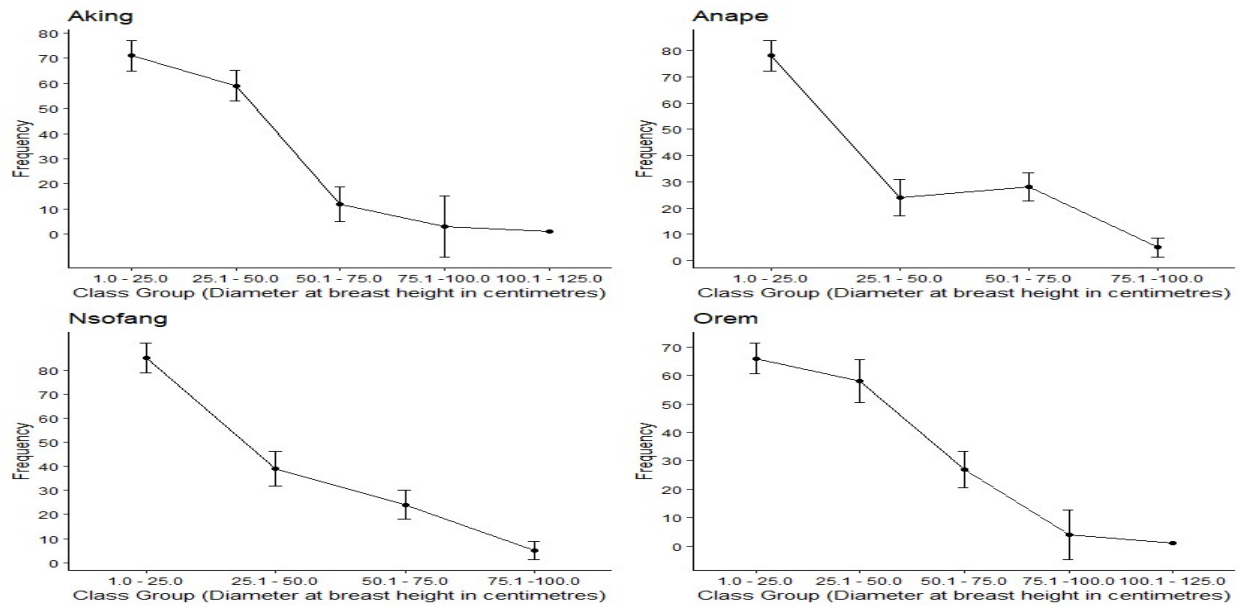 Aking
80
70
60
50
40
30
20
10
0
Frequency
1.0 - 25.0 25.1 - 50.0 50.1 - 75.0 75.1 -100.0 100.1 - 125.0
Class Group (Diameter at breast height in centimetres)
Anape
80
70
60
50
40
30
20
10
0
Frequency
1.0 - 25.0 25.1 - 50.0 50.1 - 75.0 75.1 -100.0
Class Group (Diameter at breast height in centimetres)
Nsofang
80
70
60
50
40
30
20
10
0
Frequency
1.0 - 25.0 25.1 - 50.0 50.1 - 75.0 75.1 -100.0
Class Group (Diameter at breast height in centimetres)
Orem
70
60
50
40
30
20
10
0
Frequency
1.0 - 25.0 25.1 - 50.0 50.1 - 75.0 75.1 -100.0 100.1 - 125.0
Class Group (Diameter at breast height in centimetres)